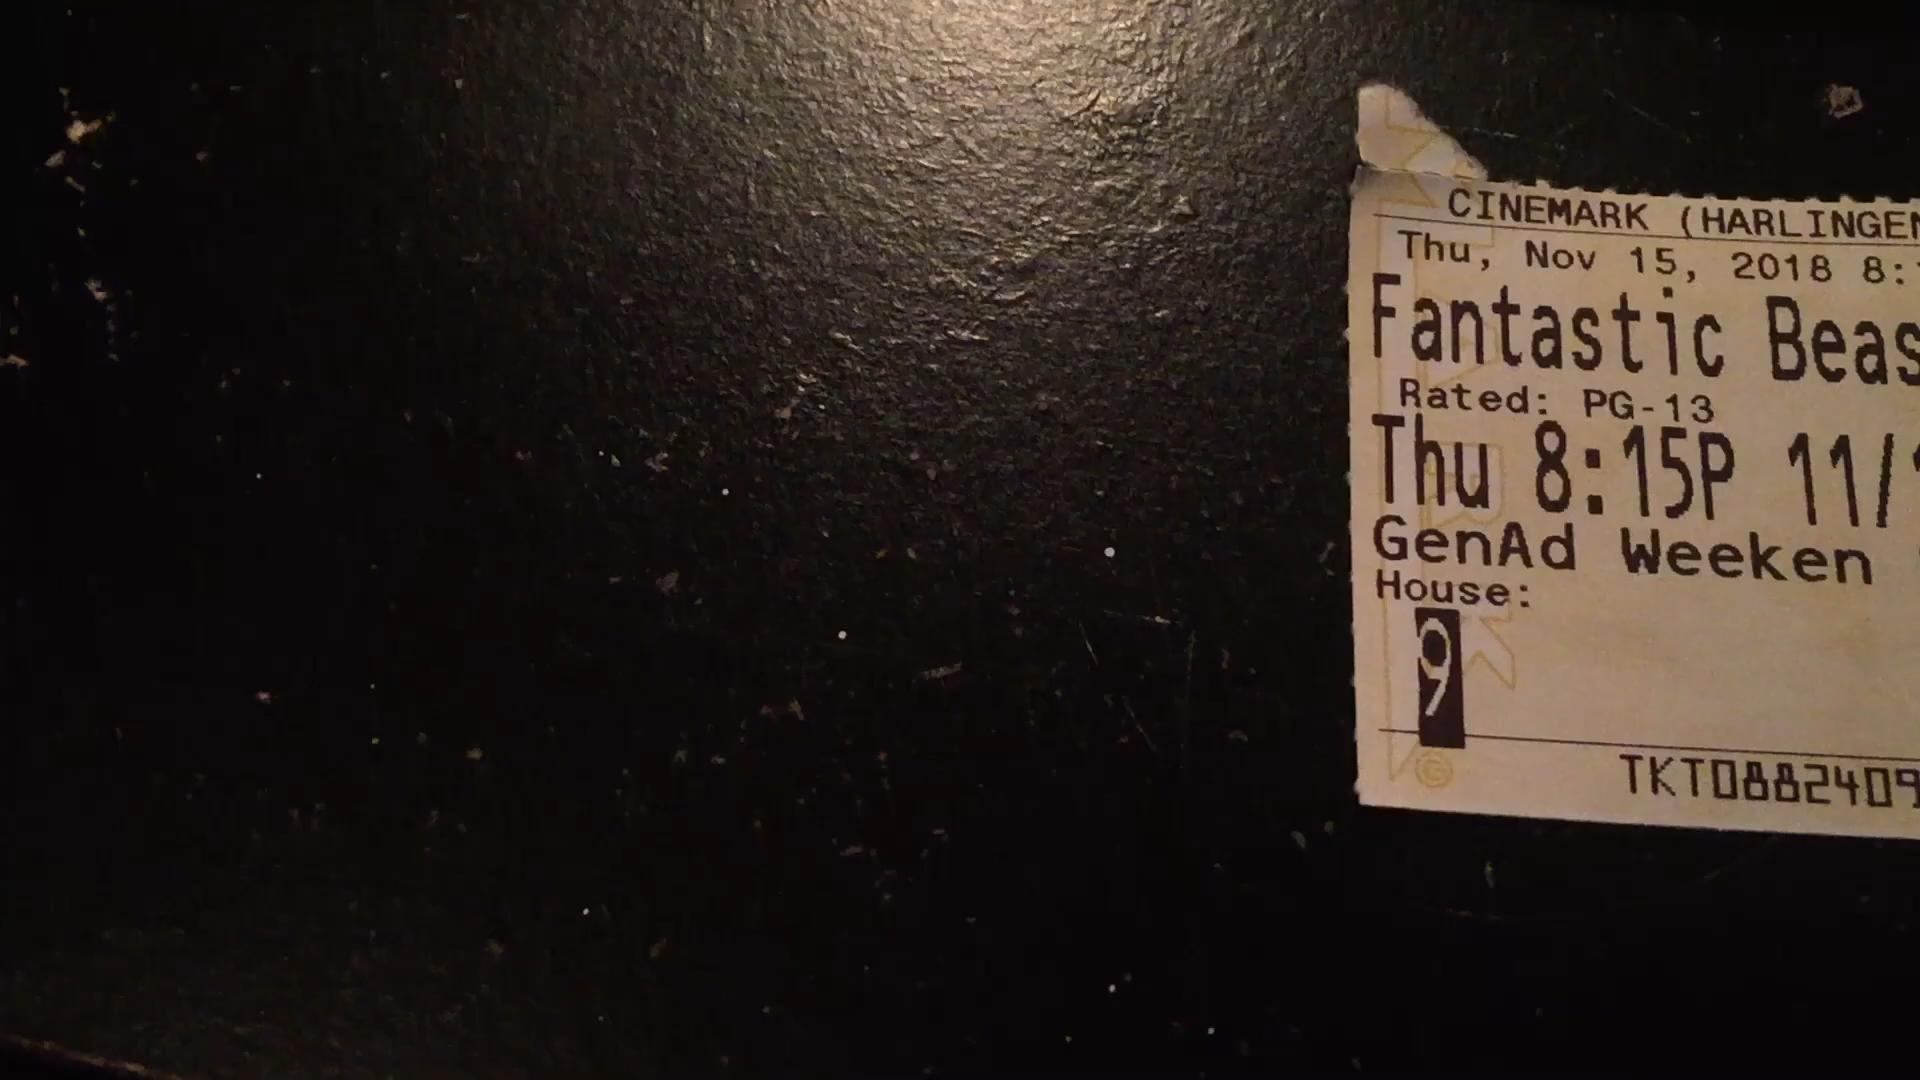 CINEMARK (HARLINGEN
Thu, Nov 15, 2018 8:
Fantastic Beas
Rated: PG-13
Thu 8:15P 11/
GenAd Weeken
House:
9
TKT0882409